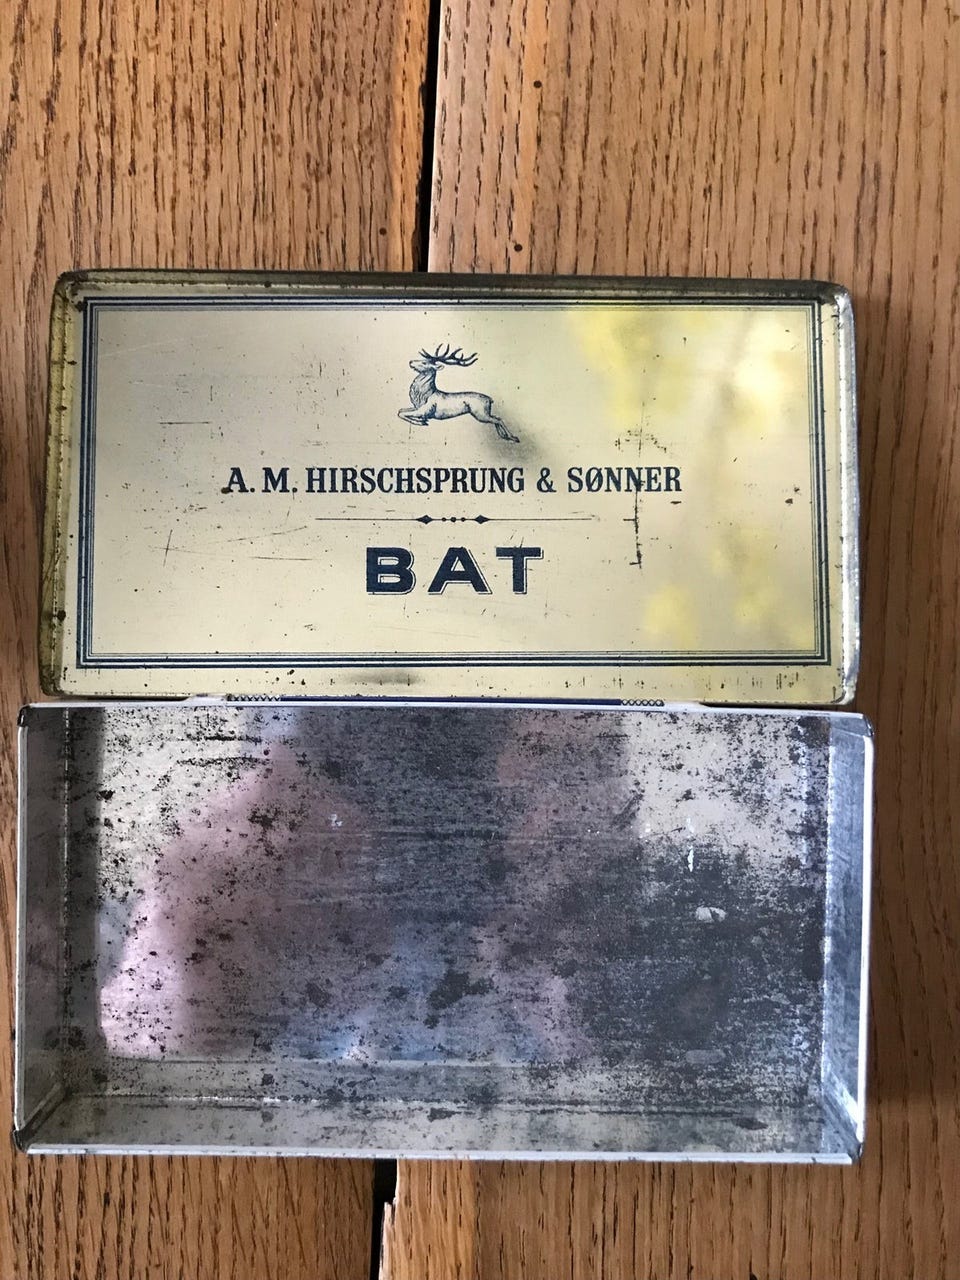 A. M. HIRSCHSPRUNG & SØNNER
BAT